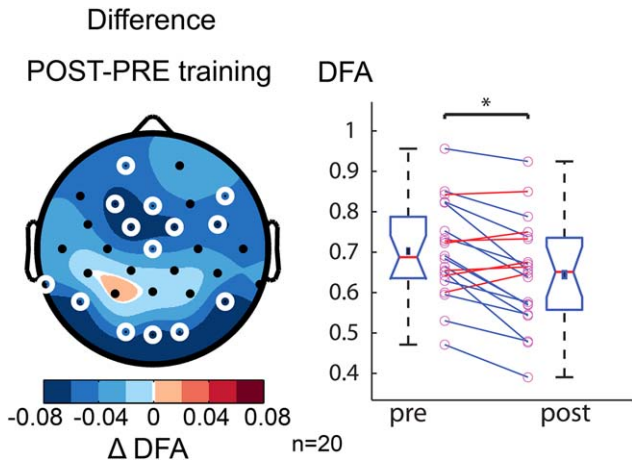 Difference
POST-PRE training
-0.08 -0.04 0 0.04 0.08
Δ DFA
n=20
DFA
*
1
0.9
0.8
0.7
0.6
0.5
0.4
pre post